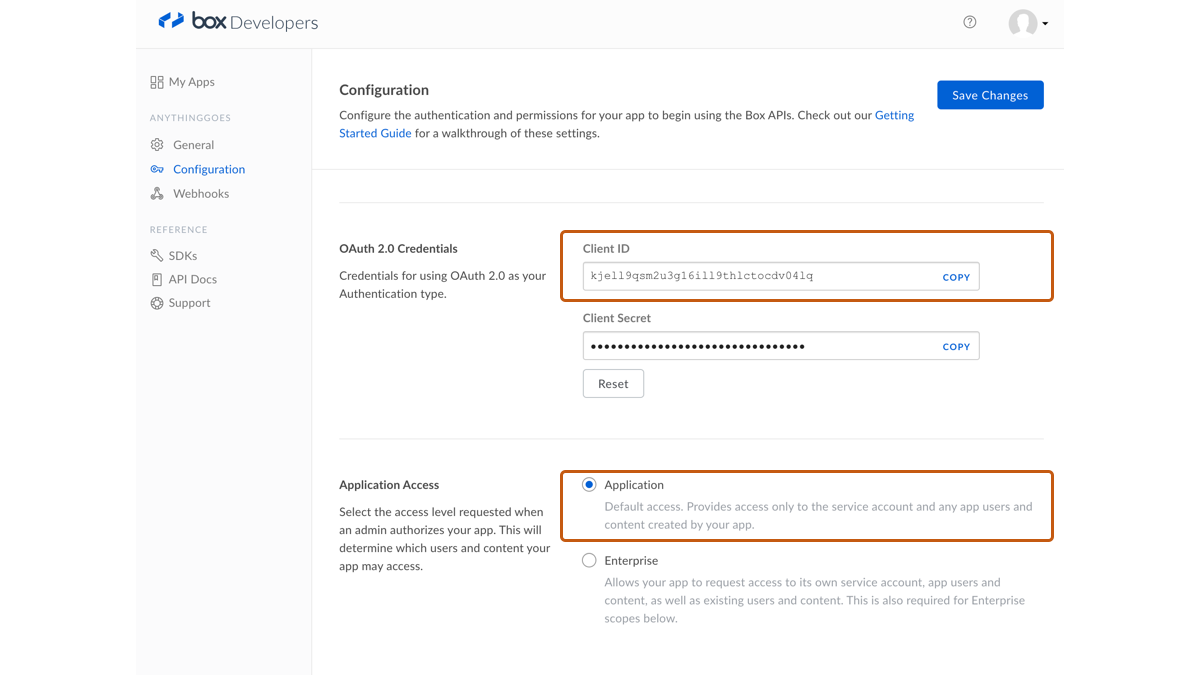 box Developers
My Apps
ANYTHINGGOES
General
Configuration
Webhooks
REFERENCE
SDKs
API Docs
Support
Configuration
Configure the authentication and permissions for your app to begin using the Box APIs. Check out our Getting
Started Guide for a walkthrough of these settings.
Save Changes
OAuth 2.0 Credentials
Credentials for using OAuth 2.0 as your
Authentication type.
Client ID
kjell9qsm2u3g16ill9thlctocdv04lq
COPY
Client Secret
••••••••••••••••••••••••••••••••
COPY
Reset
Application Access
Select the access level requested when
an admin authorizes your app. This will
determine which users and content your
app may access.
Application
Default access. Provides access only to the service account and any app users and
content created by your app.
Enterprise
Allows your app to request access to its own service account, app users and
content, as well as existing users and content. This is also required for Enterprise
scopes below.